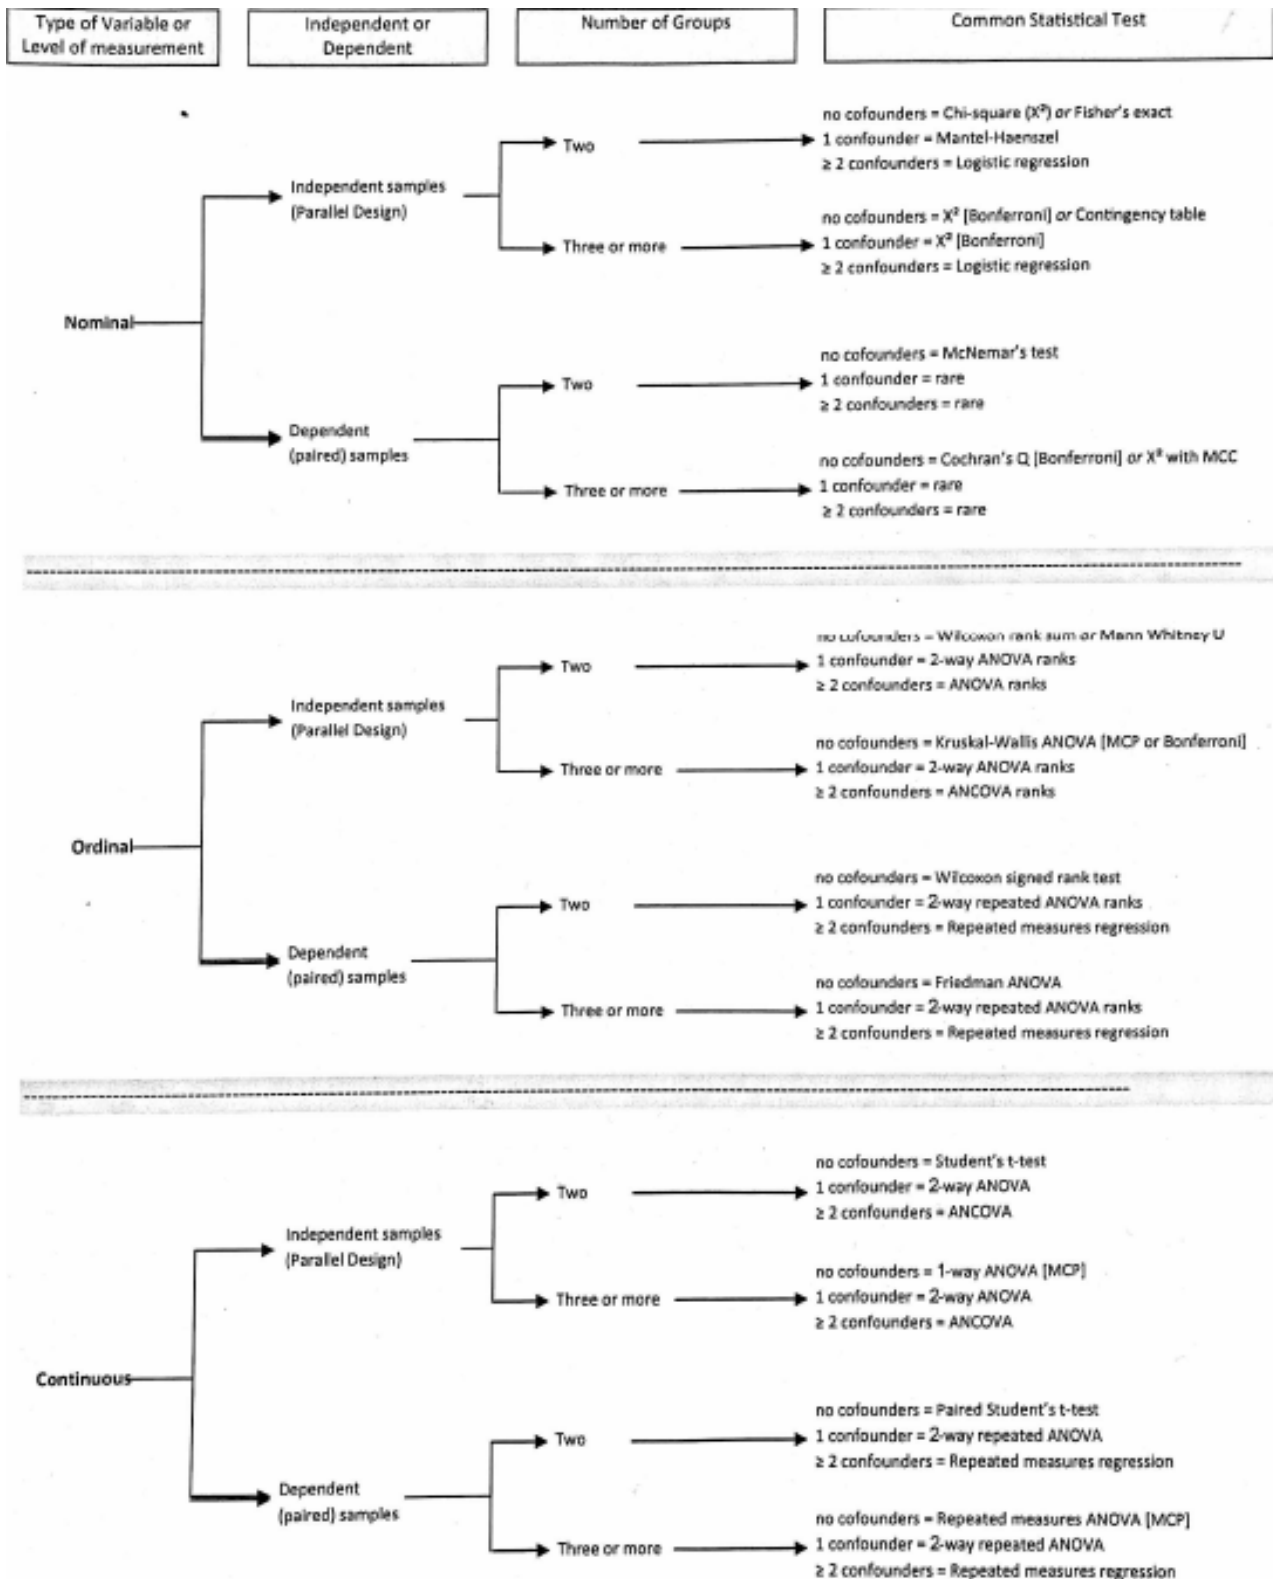 Type of Variable or
Level of measurement
Independent or
Dependent
Number of Groups
Common Statistical Test
Nominal
Independent samples
(Parallel Design)
Two
no cofounders = Chi-square (X²) or Fisher's exact
1 confounder = Mantel-Haenszel
≥ 2 confounders = Logistic regression
Three or more
no cofounders = X² [Bonferroni] or Contingency table
1 confounder = X² [Bonferroni]
≥ 2 confounders = Logistic regression
Dependent
(paired) samples
Two
no cofounders = McNemar's test
1 confounder = rare
≥ 2 confounders = rare
Three or more
no cofounders = Cochran's Q [Bonferroni] or X² with MCC
1 confounder = rare
≥ 2 cofounders = rare
Ordinal
Independent samples
(Parallel Design)
Two
no cofounders = Wilcoxon rank sum or Mann Whitney U
1 confounder = 2-way ANOVA ranks
≥ 2 confounders = ANOVA ranks
Three or more
no cofounders = Kruskal-Wallis ANOVA [MCP or Bonferroni]
1 confounder = 2-way ANOVA ranks
≥ 2 confounders = ANCOVA ranks
Dependent
(paired) samples
Two
no cofounders = Wilcoxon signed rank test
1 confounder = 2-way repeated ANOVA ranks
≥ 2 confounders = Repeated measures regression
Three or more
no cofounders = Friedman ANOVA
1 confounder = 2-way repeated ANOVA ranks
≥ 2 confounders = Repeated measures regression
Continuous
Independent samples
(Parallel Design)
Two
no cofounders = Student's t-test
1 confounder = 2-way ANOVA
≥ 2 confounders = ANCOVA
Three or more
no cofounders = 1-way ANOVA [MCP]
1 confounder = 2-way ANOVA
≥ 2 confounders = ANCOVA
Dependent
(paired) samples
Two
no cofounders = Paired Student's t-test
1 confounder = 2-way repeated ANOVA
≥ 2 confounders = Repeated measures regression
Three or more
no cofounders = Repeated measures ANOVA [MCP]
1 confounder = 2-way repeated ANOVA
≥ 2 confounders = Repeated measures regression